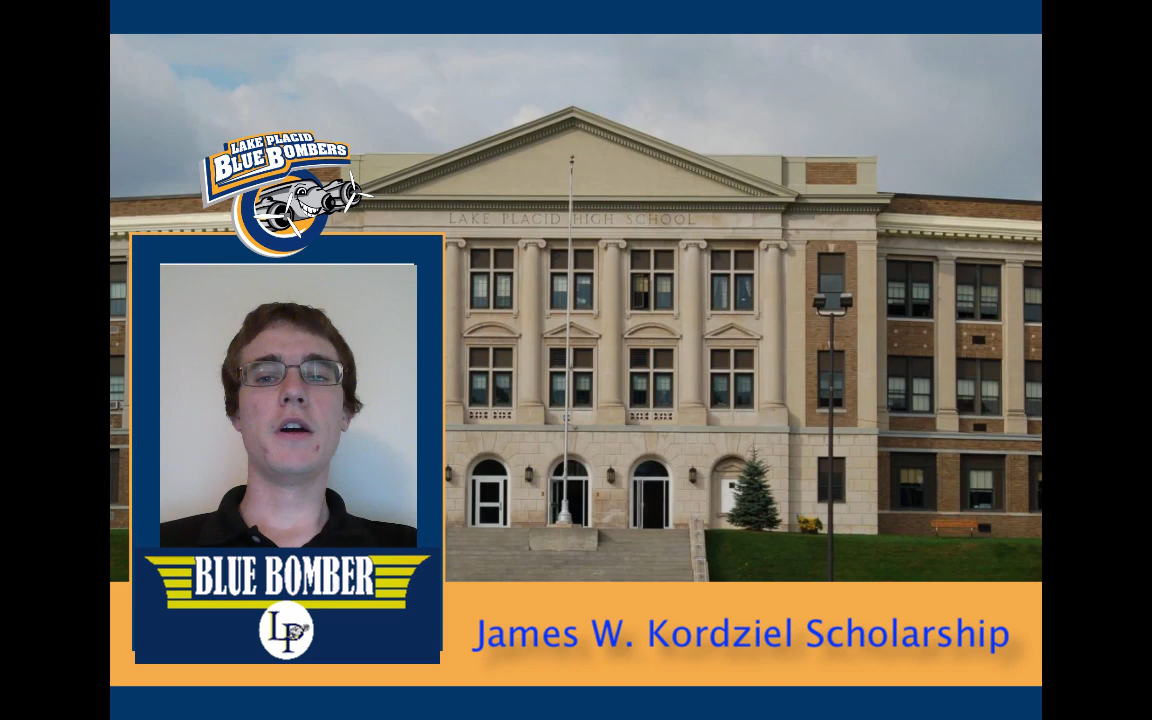 LAKE PLACID
BLUE BOMBERS
LAKE PLACID HIGH SCHOOL
BLUE BOMBER
LP
James W. Kordziel Scholarship